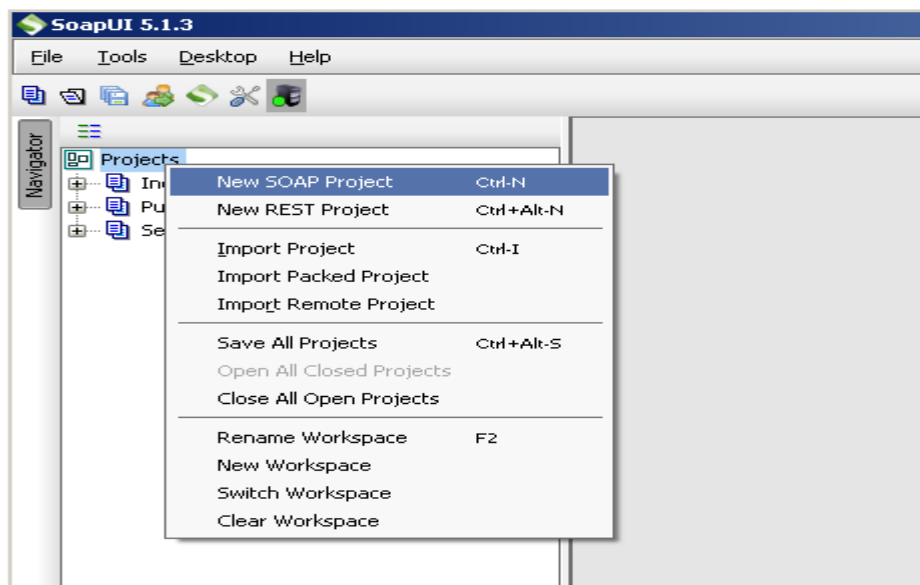 SoapUI 5.1.3
File Tools Desktop Help
Navigator
Projects
New SOAP Project Ctrl-N
New REST Project Ctrl+Alt-N
Import Project Ctrl-I
Import Packed Project
Import Remote Project
Save All Projects Ctrl+Alt-S
Open All Closed Projects
Close All Open Projects
Rename Workspace F2
New Workspace
Switch Workspace
Clear Workspace